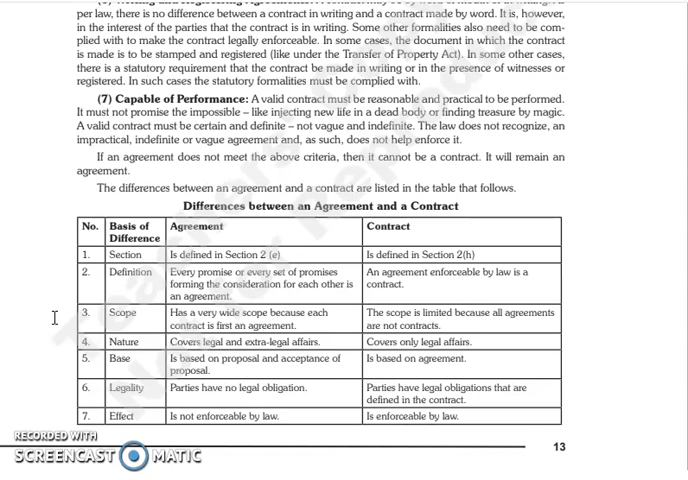 per law, there is no difference between a contract in writing and a contract made by word. It is, however,
in the interest of the parties that the contract is in writing. Some other formalities also need to be com-
plied with to make the contract legally enforceable. In some cases, the document in which the contract
is made is to be stamped and registered (like under the Transfer of Property Act). In some other cases,
there is a statutory requirement that the contract be made in writing or in the presence of witnesses or
registered. In such cases the statutory formalities must be complied with.
(7) Capable of Performance: A valid contract must be reasonable and practical to be performed.
It must not promise the impossible – like injecting new life in a dead body or finding treasure by magic.
A valid contract must be certain and definite – not vague and indefinite. The law does not recognize, an
impractical, indefinite or vague agreement and, as such, does not help enforce it.
If an agreement does not meet the above criteria, then it cannot be a contract. It will remain an
agreement.
The differences between an agreement and a contract are listed in the table that follows.
Differences between an Agreement and a Contract
No. Basis of Difference Agreement Contract
1. Section Is defined in Section 2 (e) Is defined in Section 2(h)
2. Definition Every promise or every set of promises forming the consideration for each other is an agreement. An agreement enforceable by law is a contract.
3. Scope Has a very wide scope because each contract is first an agreement. The scope is limited because all agreements are not contracts.
4. Nature Covers legal and extra-legal affairs. Covers only legal affairs.
5. Base Is based on proposal and acceptance of proposal. Is based on agreement.
6. Legality Parties have no legal obligation. Parties have legal obligations that are defined in the contract.
7. Effect Is not enforceable by law. Is enforceable by law.
13
RECORDED WITH
SCREENCAST MATIC